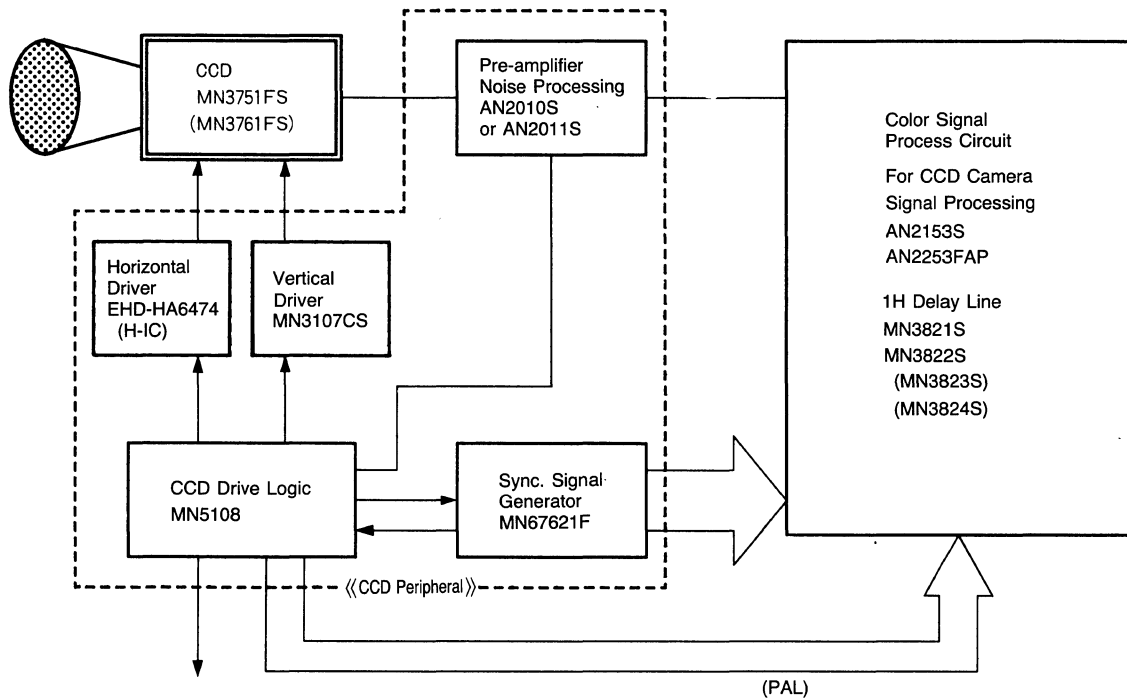 CCD
MN3751FS
(MN3761FS)
Pre-amplifier
Noise Processing
AN2010S
or AN2011S
Color Signal
Process Circuit
For CCD Camera
Signal Processing
AN2153S
AN2253FAP
1H Delay Line
MN3821S
MN3822S
(MN3823S)
(MN3824S)
Horizontal
Driver
EHD-HA6474
(H-IC)
Vertical
Driver
MN3107CS
CCD Drive Logic
MN5108
Sync. Signal
Generator
MN67621F
《CCD Peripheral》
(PAL)